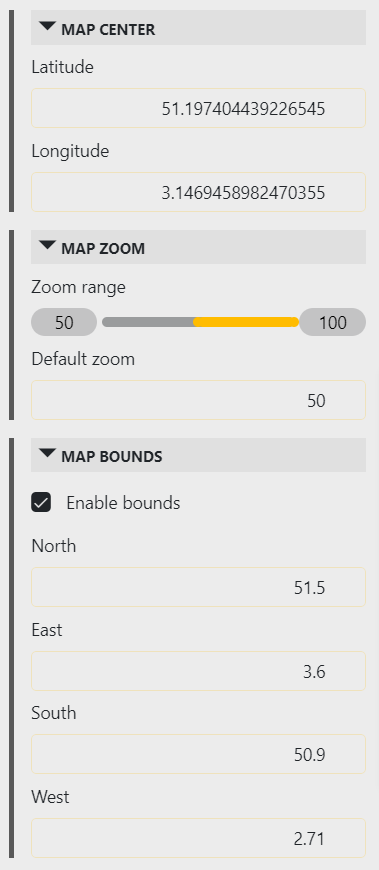 MAP CENTER
Latitude
51.197404439226545
Longitude
3.1469458982470355
MAP ZOOM
Zoom range
50 100
Default zoom
50
MAP BOUNDS
Enable bounds
North
51.5
East
3.6
South
50.9
West
2.71